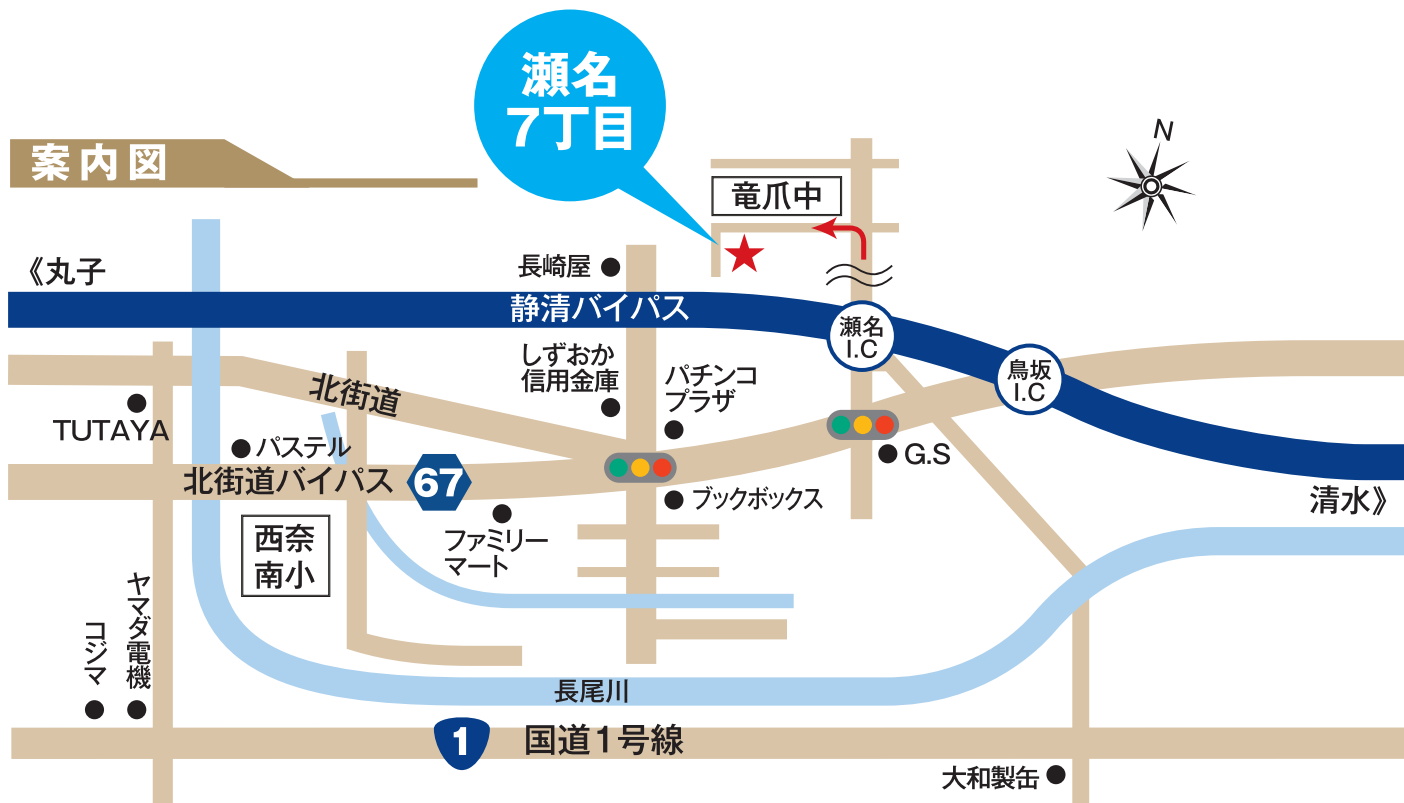 瀬名
7丁目
N
案内図
竜爪中
《丸子
長崎屋
静清バイパス
瀬名
I.C
しずおか
信用金庫
パチンコ
プラザ
鳥坂
I.C
北街道
TUTAYA
パステル
G.S
北街道バイパス
67
ブックボックス
清水》
西奈
南小
ファミリー
マート
ヤマダ電機
コジマ
長尾川
1
国道1号線
大和製缶